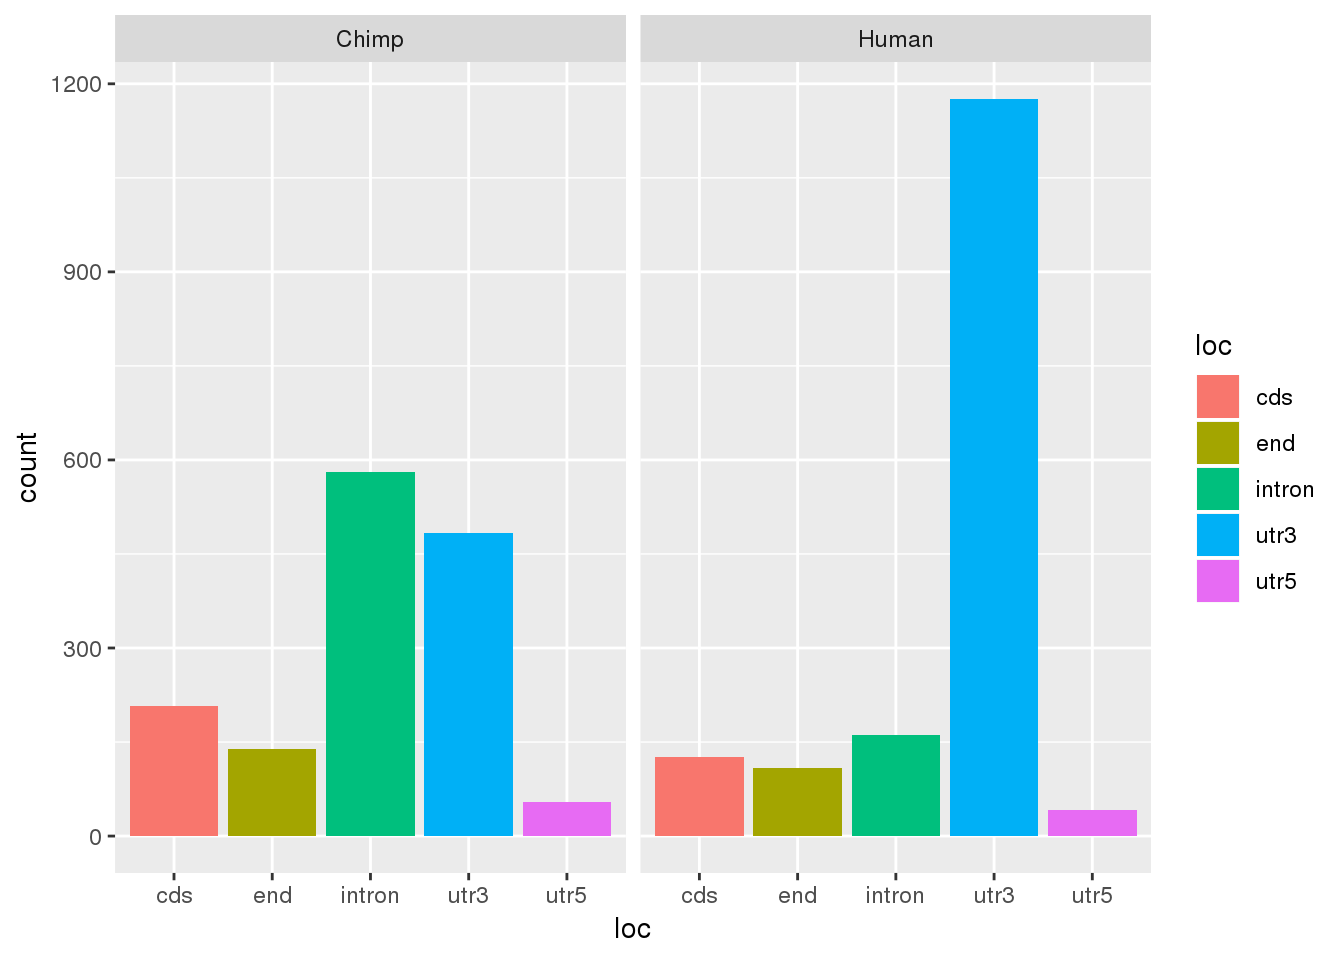 Chimp
Human
1200
900
600
300
0
count
cds end intron utr3 utr5
cds end intron utr3 utr5
loc
loc
cds
end
intron
utr3
utr5